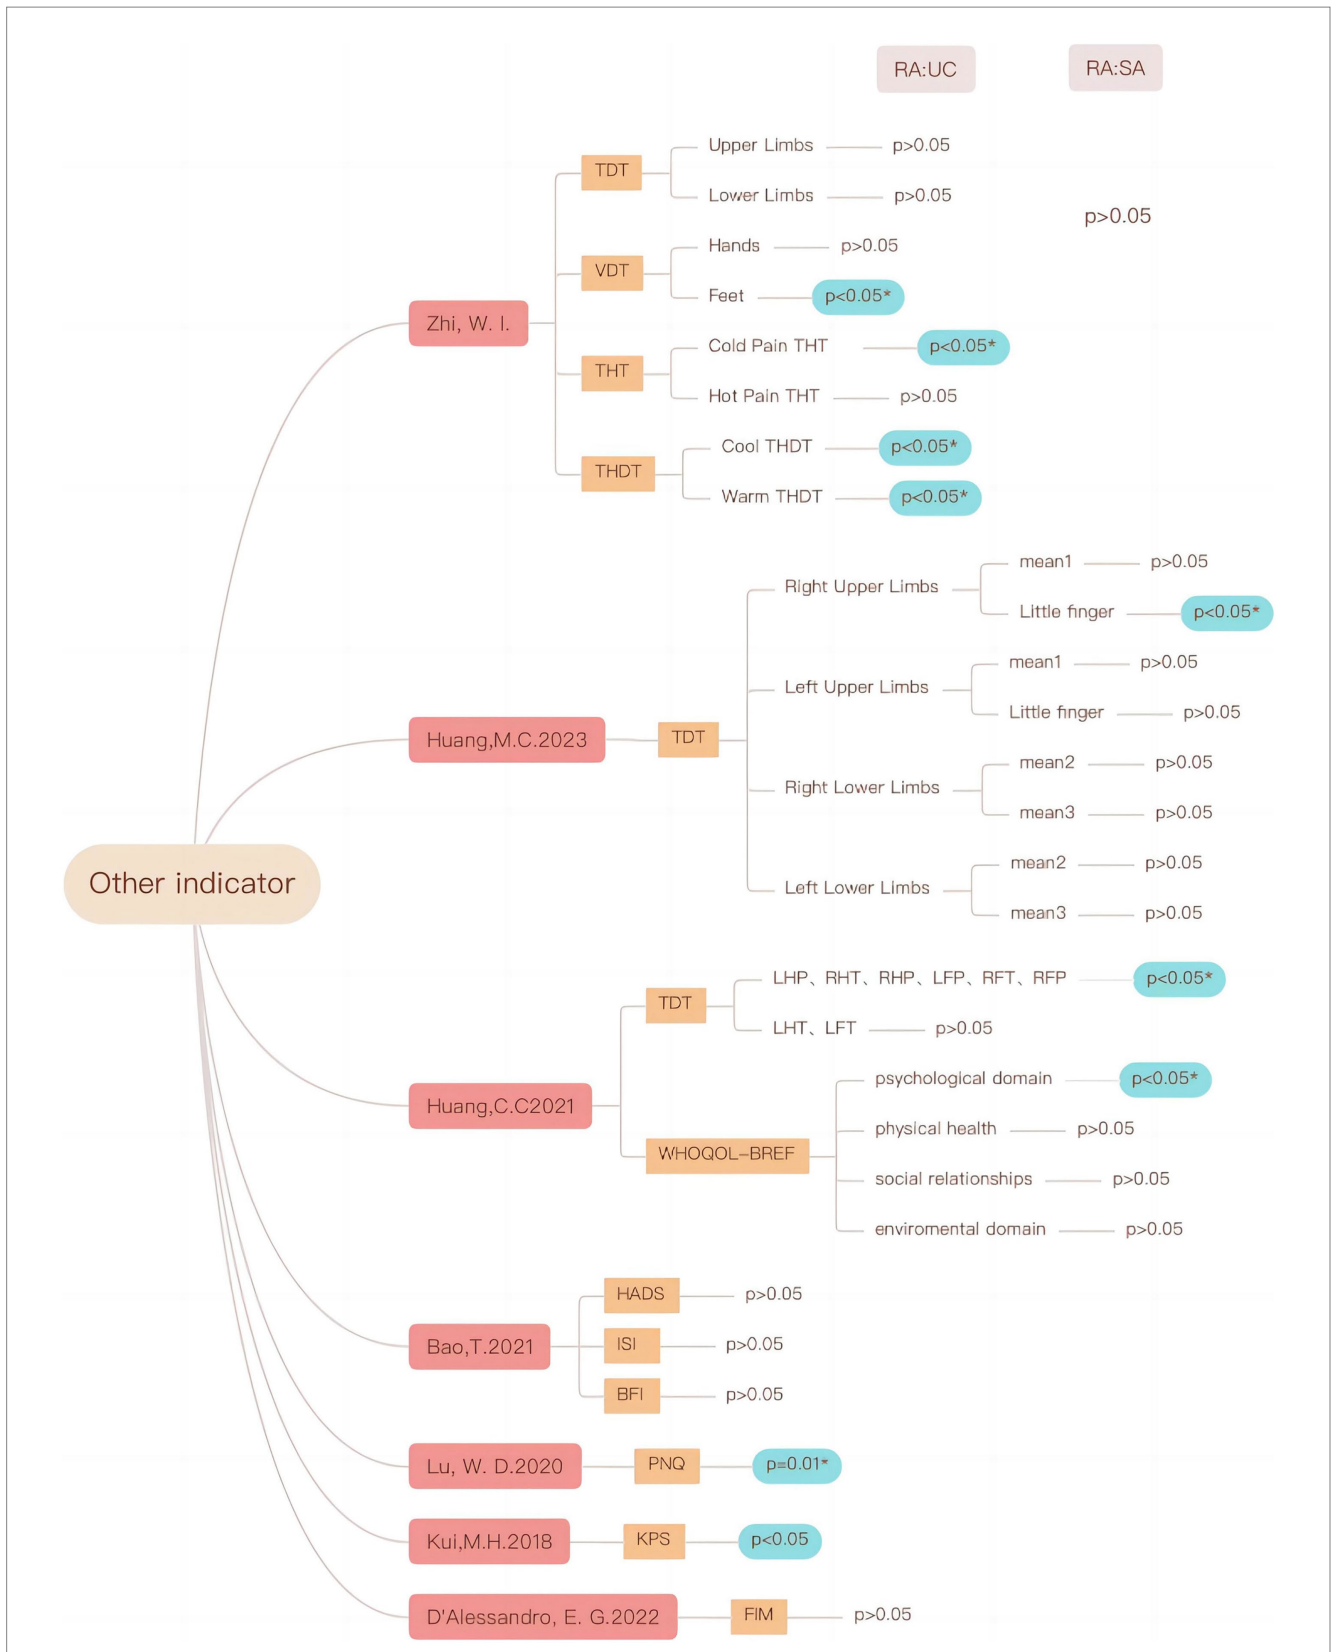 RA:UC RA:SA
TDT Upper Limbs p>0.05
Lower Limbs p>0.05
p>0.05
VDT Hands p>0.05
Feet p<0.05*
Zhi, W. I.
THT Cold Pain THT p<0.05*
Hot Pain THT p>0.05
THDT Cool THDT p<0.05*
Warm THDT p<0.05*
Right Upper Limbs mean1 p>0.05
Little finger p<0.05*
Left Upper Limbs mean1 p>0.05
Little finger p>0.05
Huang,M.C.2023 TDT
Right Lower Limbs mean2 p>0.05
mean3 p>0.05
Left Lower Limbs mean2 p>0.05
mean3 p>0.05
Other indicator
TDT LHP、RHT、RHP、LFP、RFT、RFP p<0.05*
LHT、LFT p>0.05
Huang,C.C2021
WHOQOL-BREF psychological domain p<0.05*
physical health p>0.05
social relationships p>0.05
enviromental domain p>0.05
HADS p>0.05
Bao,T.2021 ISI p>0.05
BFI p>0.05
Lu, W. D.2020 PNQ p=0.01*
Kui,M.H.2018 KPS p<0.05
D'Alessandro, E. G.2022 FIM p>0.05